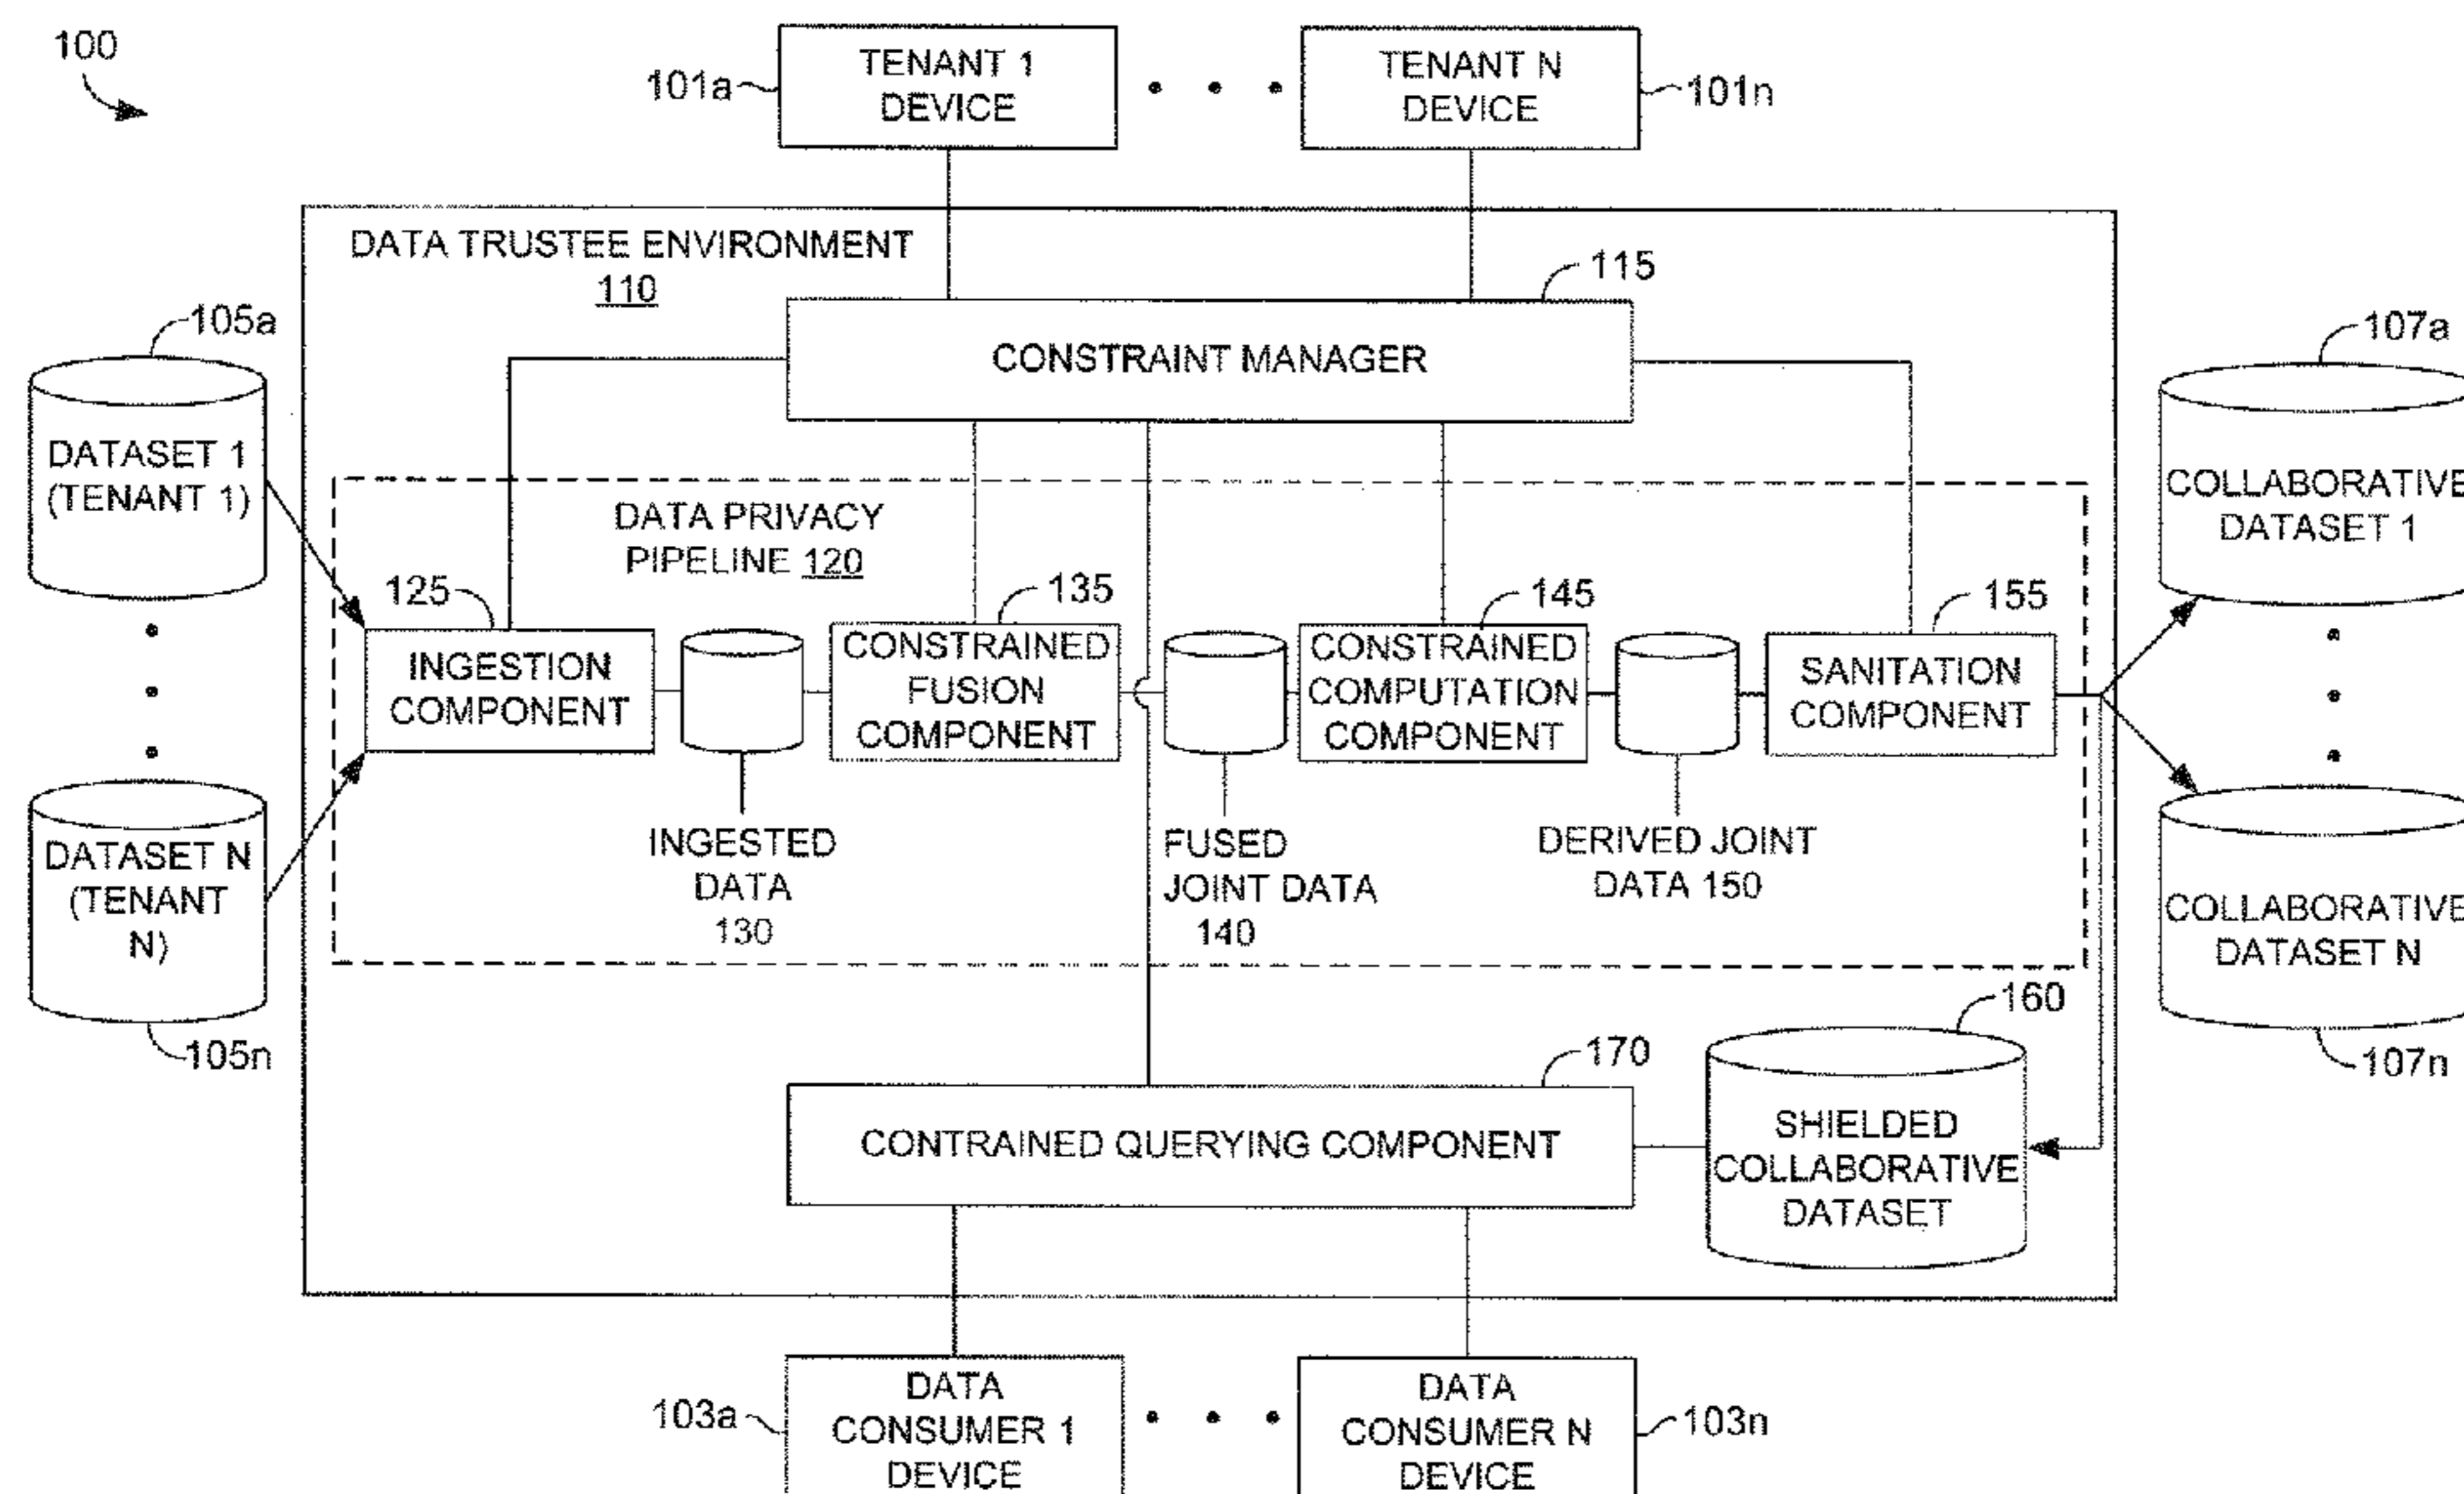 100
101a
TENANT 1
DEVICE
TENANT N
DEVICE
101n
DATA TRUSTEE ENVIRONMENT
110
115
CONSTRAINT MANAGER
105a
DATASET 1
(TENANT 1)
DATASET N
(TENANT
N)
105n
DATA PRIVACY
PIPELINE 120
125
INGESTION
COMPONENT
INGESTED
DATA
130
135
CONSTRAINED
FUSION
COMPONENT
FUSED
JOINT DATA
140
145
CONSTRAINED
COMPUTATION
COMPONENT
DERIVED JOINT
DATA 150
155
SANITATION
COMPONENT
107a
COLLABORATIVE
DATASET 1
COLLABORATIVE
DATASET N
107n
160
SHIELDED
COLLABORATIVE
DATASET
170
CONTRAINED QUERYING COMPONENT
103a
DATA
CONSUMER 1
DEVICE
DATA
CONSUMER N
DEVICE
103n